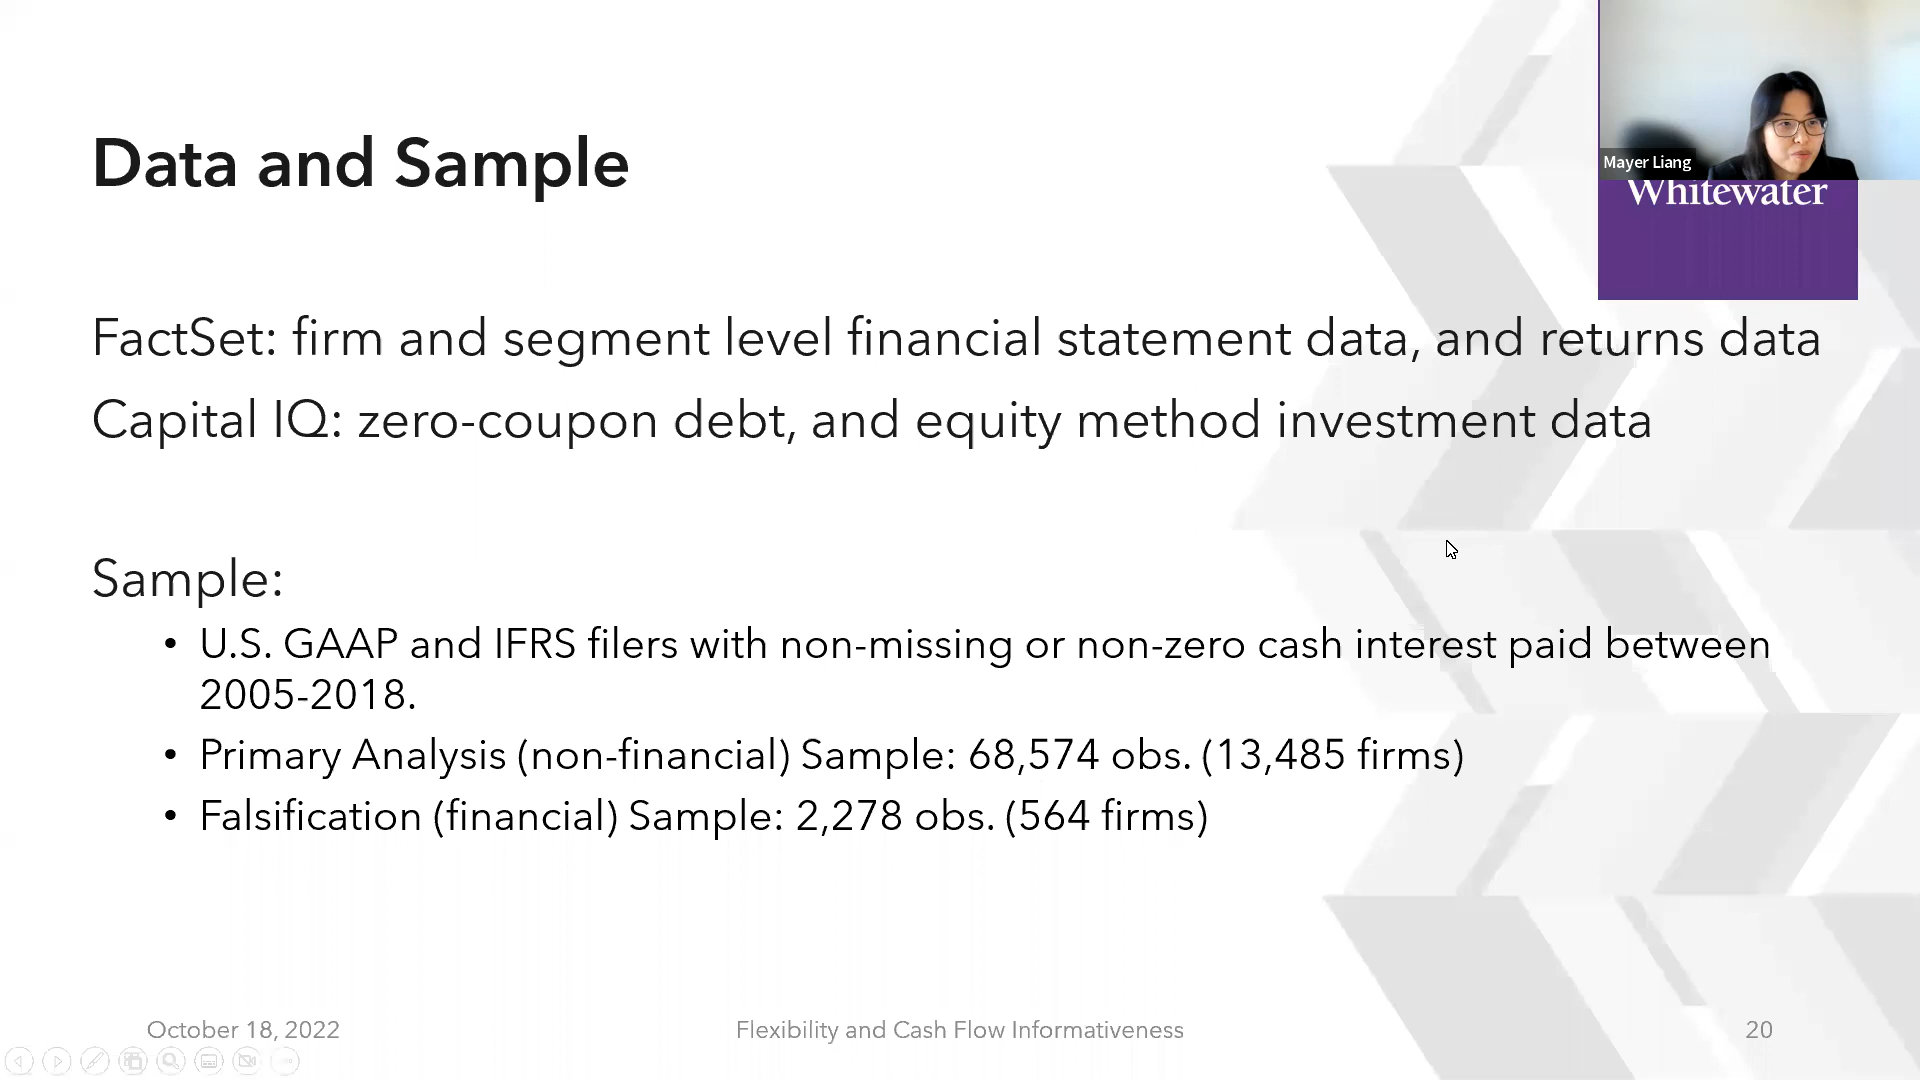 Data and Sample
Mayer Liang
Whitewater
FactSet: firm and segment level financial statement data, and returns data
Capital IQ: zero-coupon debt, and equity method investment data
Sample:
• U.S. GAAP and IFRS filers with non-missing or non-zero cash interest paid between
2005-2018.
• Primary Analysis (non-financial) Sample: 68,574 obs. (13,485 firms)
• Falsification (financial) Sample: 2,278 obs. (564 firms)
October 18, 2022
Flexibility and Cash Flow Informativeness
20